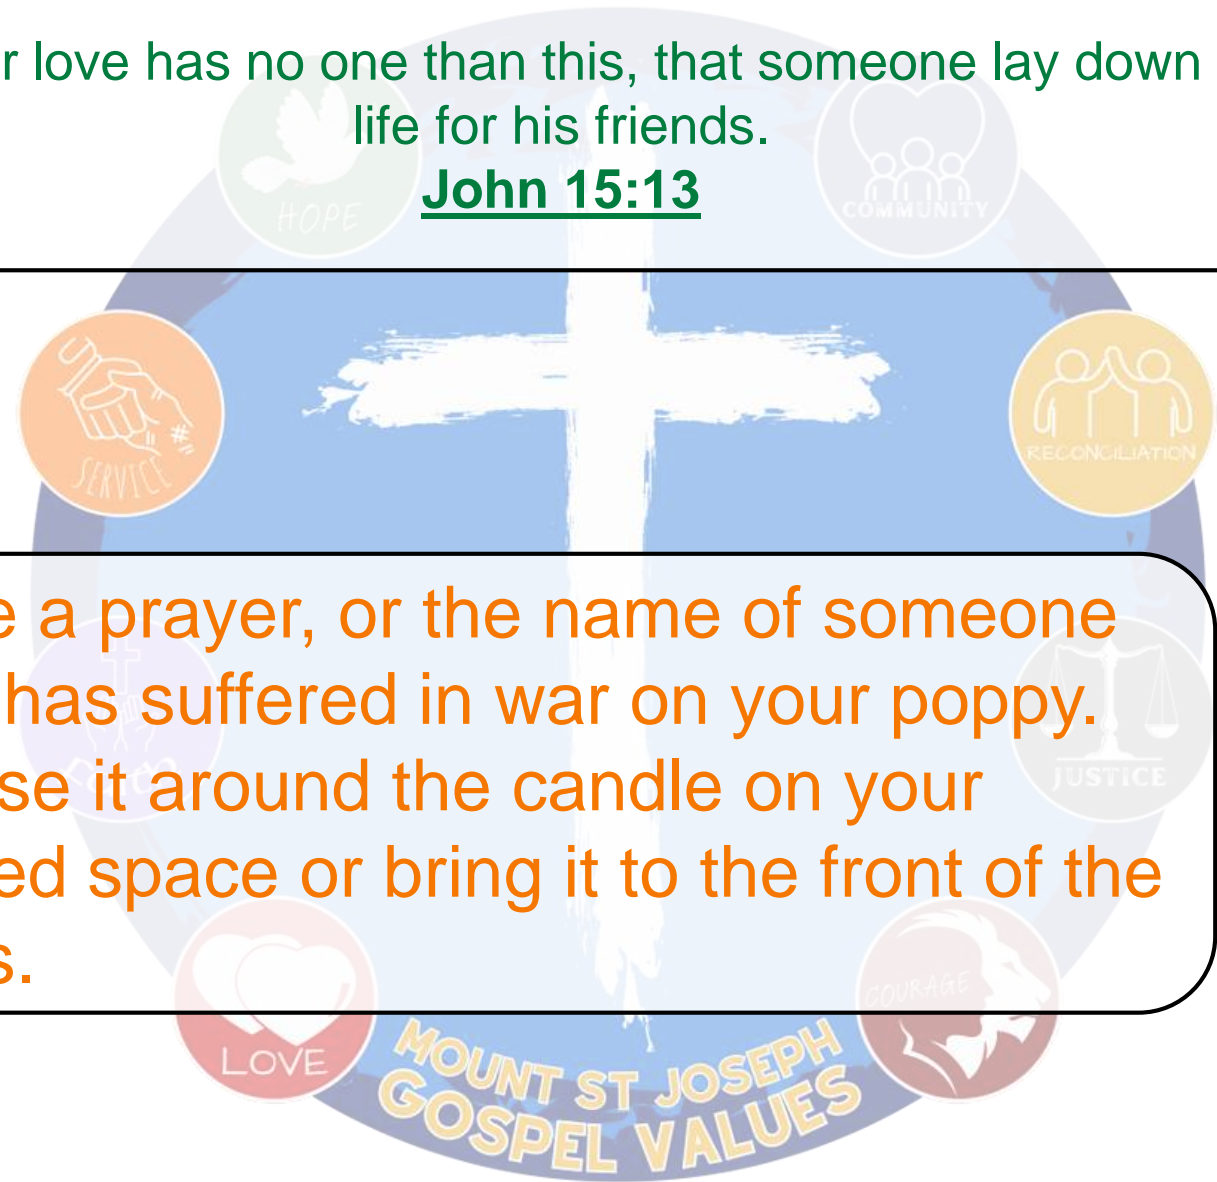 r love has no one than this, that someone lay down
life for his friends.
John 15:13
HOPE
COMMUNITY
SERVICE
RECONCILIATION
e a prayer, or the name of someone
has suffered in war on your poppy.
se it around the candle on your
ed space or bring it to the front of the
s.
JUSTICE
COURAGE
LOVE
MOUNT ST JOSEPH
GOSPEL VALUES